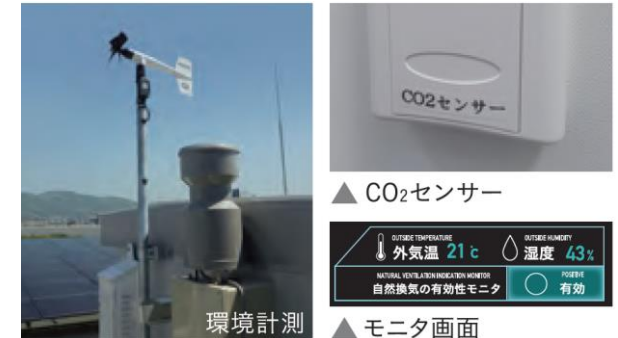 環境計測
CO2センサー
▲ CO₂センサー
OUTSIDE TEMPERATURE
外気温 21℃
OUTSIDE HUMIDITY
湿度 43%
NATURAL VENTILATION INDICATION MONITOR
自然換気の有効性モニタ
POSITIVE
有効
▲ モニタ画面